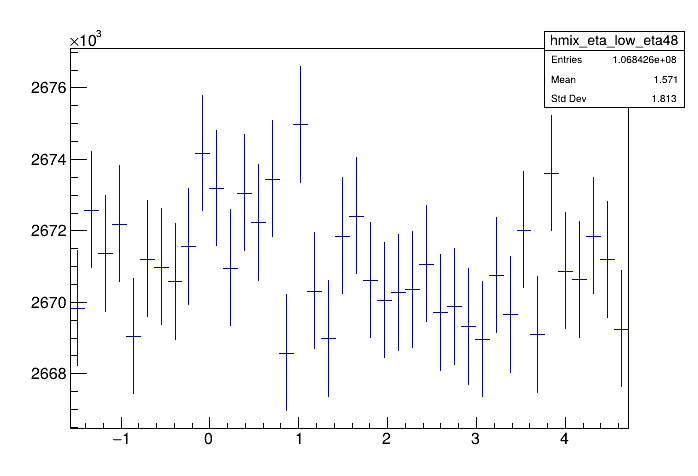 ×10³
hmix_eta_low_eta48
Entries 1.068426e+08
Mean 1.571
Std Dev 1.813
2676
2674
2672
2670
2668
−1 0 1 2 3 4